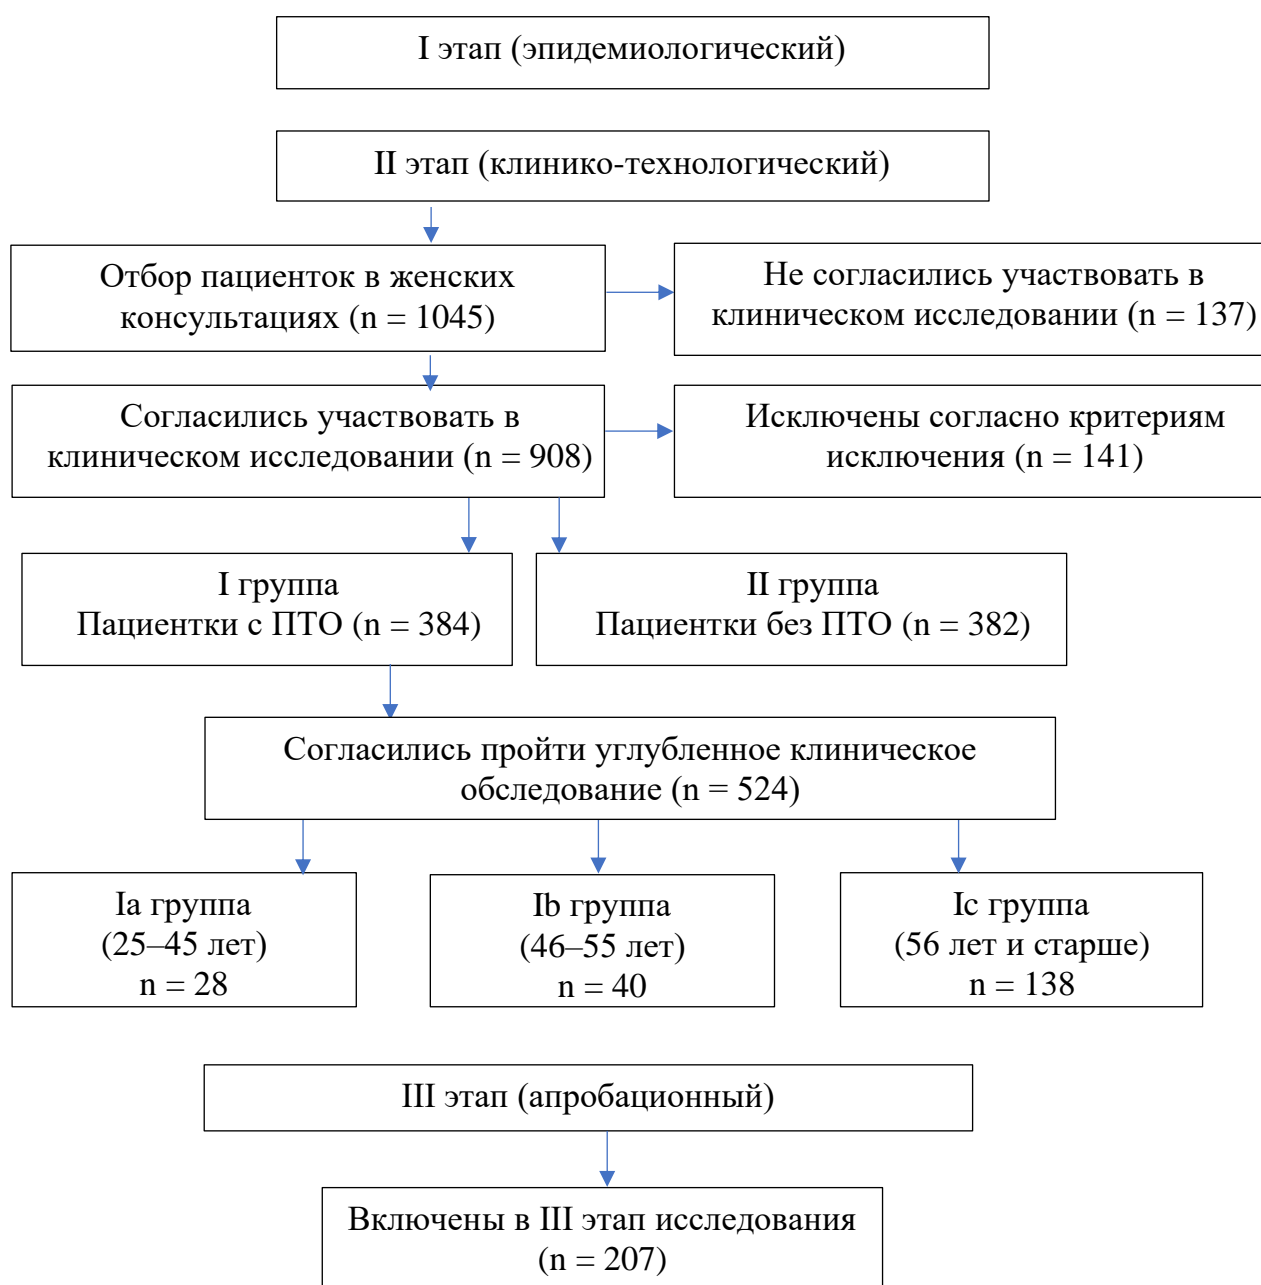 I этап (эпидемиологический)
II этап (клинико-технологический)
Отбор пациенток в женских
консультациях (n = 1045)
Не согласились участвовать в
клиническом исследовании (n = 137)
Согласились участвовать в
клиническом исследовании (n = 908)
Исключены согласно критериям
исключения (n = 141)
I группа
Пациентки с ПТО (n = 384)
II группа
Пациентки без ПТО (n = 382)
Согласились пройти углубленное клиническое
обследование (n = 524)
Ia группа
(25–45 лет)
n = 28
Ib группа
(46–55 лет)
n = 40
Ic группа
(56 лет и старше)
n = 138
III этап (апробационный)
Включены в III этап исследования
(n = 207)